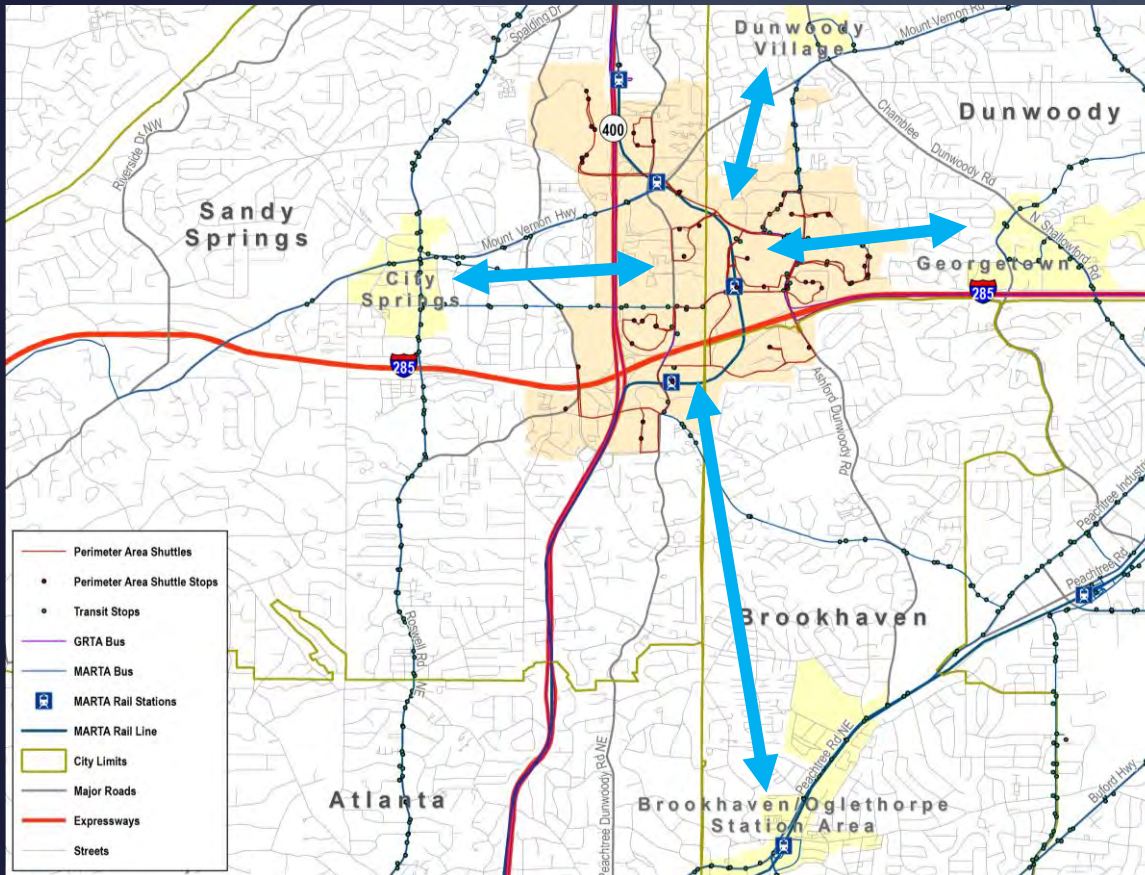 Spalding Dr
Dunwoody
Village
Mount Vernon Rd
Dunwoody
Chamblee
Dunwoody Rd
Riverside Dr NW
400
Sandy
Springs
Mount Vernon Hwy
N Shallowford Rd
City
Springs
Georgetown
285
285
Ashford Dunwoody Rd
Peachtree Industri
Peachtree Rd
Perimeter Area Shuttles
Perimeter Area Shuttle Stops
Transit Stops
GRTA Bus
MARTA Bus
MARTA Rail Stations
MARTA Rail Line
City Limits
Major Roads
Expressways
Streets
Roswell Rd NE
Brookhaven
Peachtree Rd NE
Peachtree Dunwoody Rd NE
Atlanta
Brookhaven/Oglethorpe
Station Area
Buford Hwy